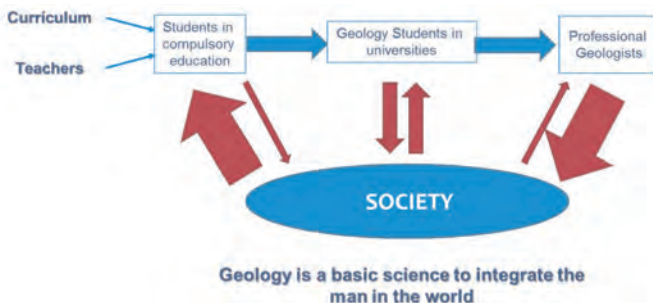 Curriculum
Teachers
Students in
compulsory
education
Geology Students in
universities
Professional
Geologists
SOCIETY
Geology is a basic science to integrate the
man in the world